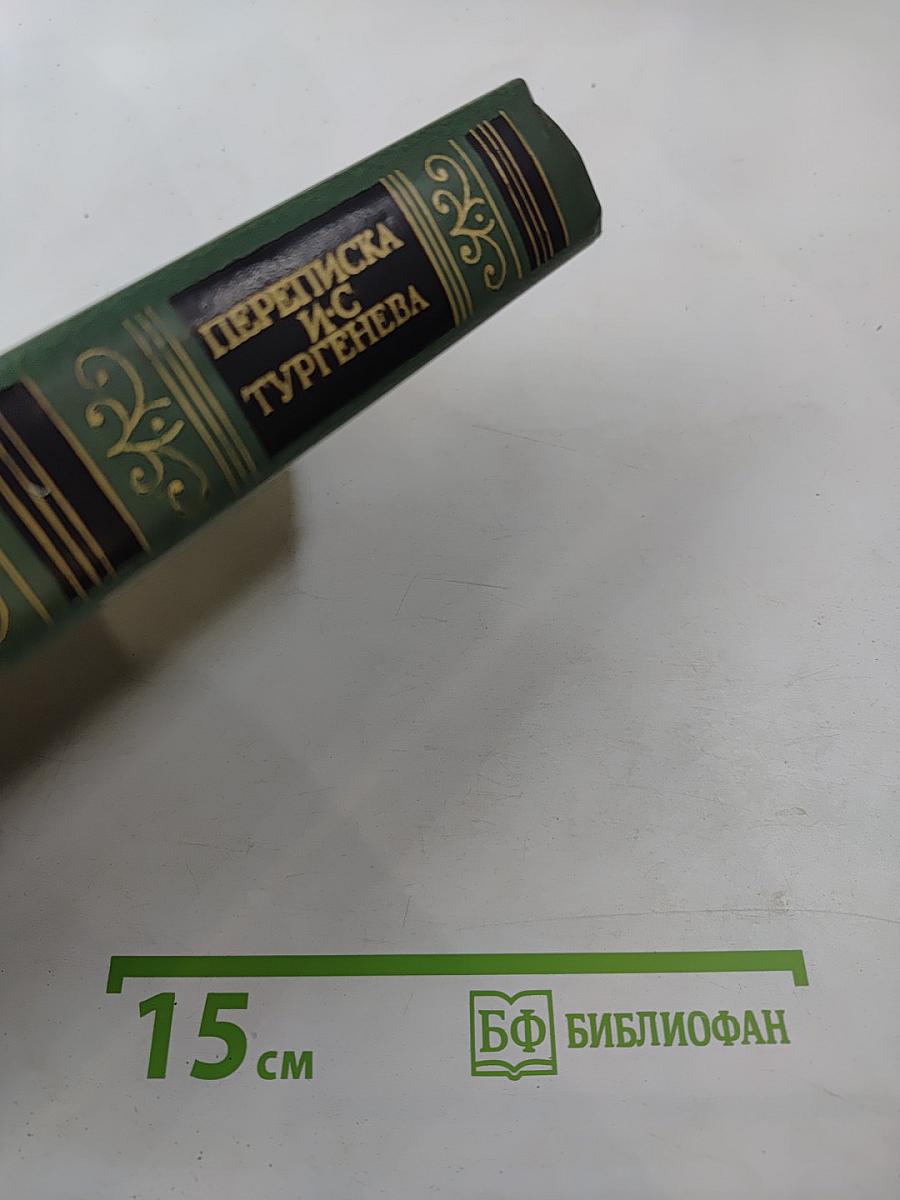 ПЕРЕПИСКА
И·С
ТУРГЕНЕВА
15 см
БФ БИБЛИОФАН